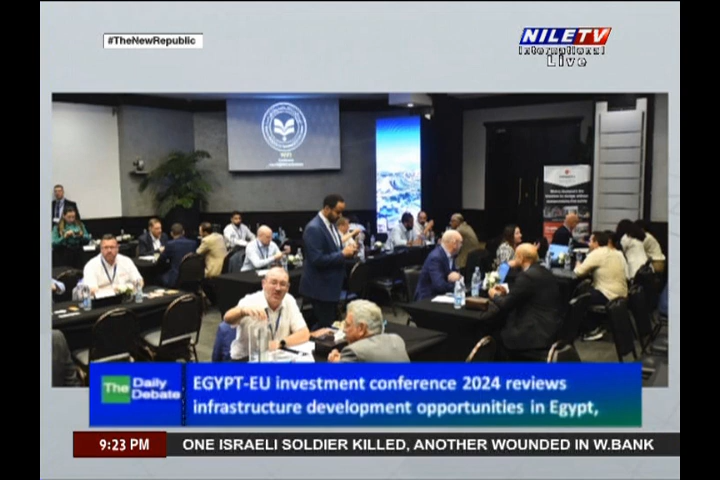 #TheNewRepublic
NILE TV
International
Live
The Daily
Debate
EGYPT-EU investment conference 2024 reviews
infrastructure development opportunities in Egypt,
9:23 PM
ONE ISRAELI SOLDIER KILLED, ANOTHER WOUNDED IN W.BANK